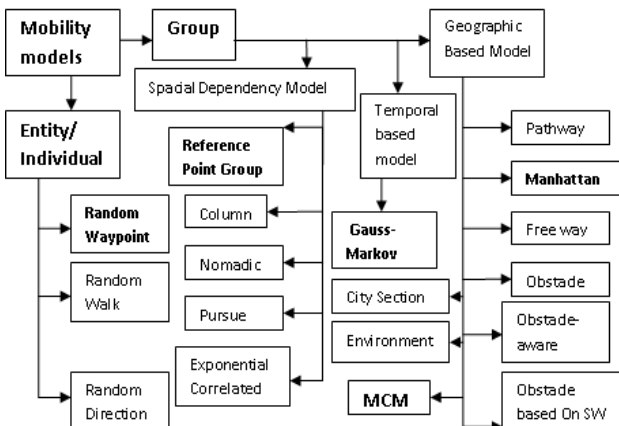 Mobility
models
Group
Geographic
Based Model
Spacial Dependency Model
Entity/
Individual
Temporal
based
model
Reference
Point Group
Pathway
Manhattan
Random
Waypoint
Column
Gauss-
Markov
Free way
Nomadic
Random
Walk
City Section
Obstade
Pursue
Environment
Obstade-
aware
Exponential
Correlated
Random
Direction
MCM
Obstade
based On SW